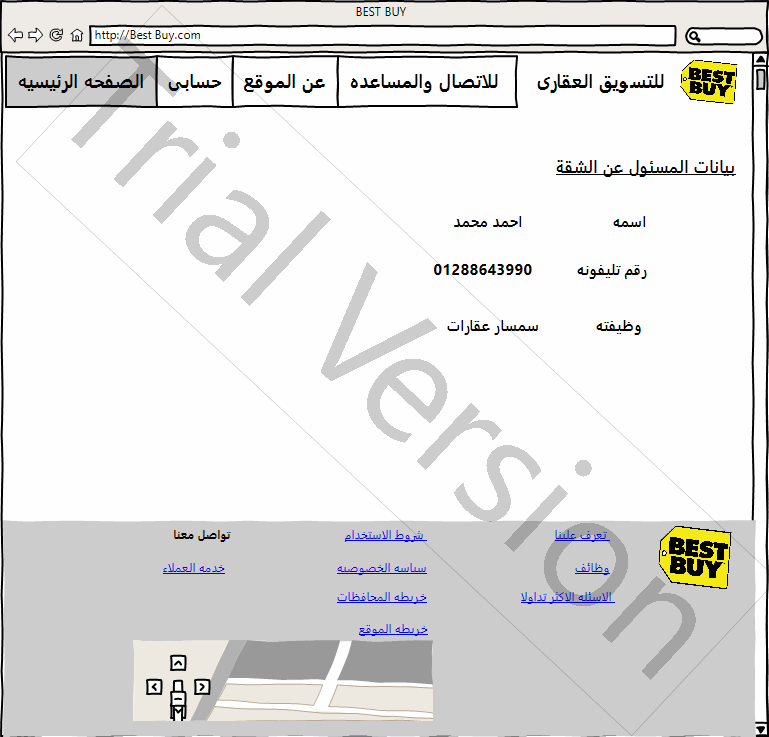 BEST BUY
http://Best Buy.com
BEST BUY
للتسويق العقارى
للاتصال والمساعده
عن الموقع
حسابى
الصفحه الرئيسيه
بيانات المسئول عن الشقة
اسمه احمد محمد
رقم تليفونه 01288643990
وظيفته سمسار عقارات
Trial Version
BEST BUY
تعرف علينا شروط الاستخدام تواصل معنا
وظائف سياسه الخصوصيه خدمه العملاء
الاسئله الاكثر تداولا خريطه المحافظات
خريطه الموقع